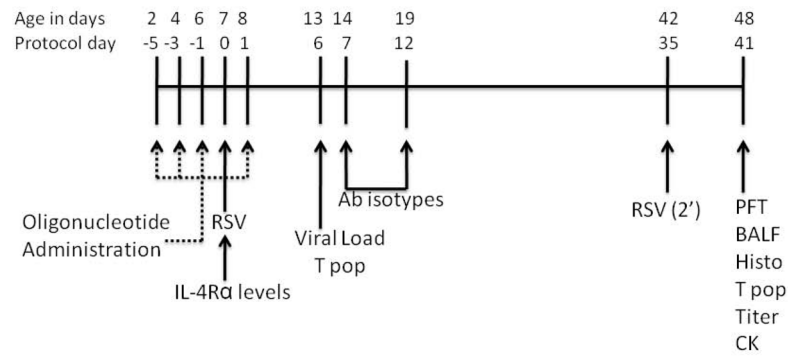 Age in days 2 4 6 7 8 13 14 19 42 48
Protocol day -5 -3 -1 0 1 6 7 12 35 41
Oligonucleotide
Administration
RSV
IL-4Rα levels
Viral Load
T pop
Ab isotypes
RSV (2’)
PFT
BALF
Histo
T pop
Titer
CK